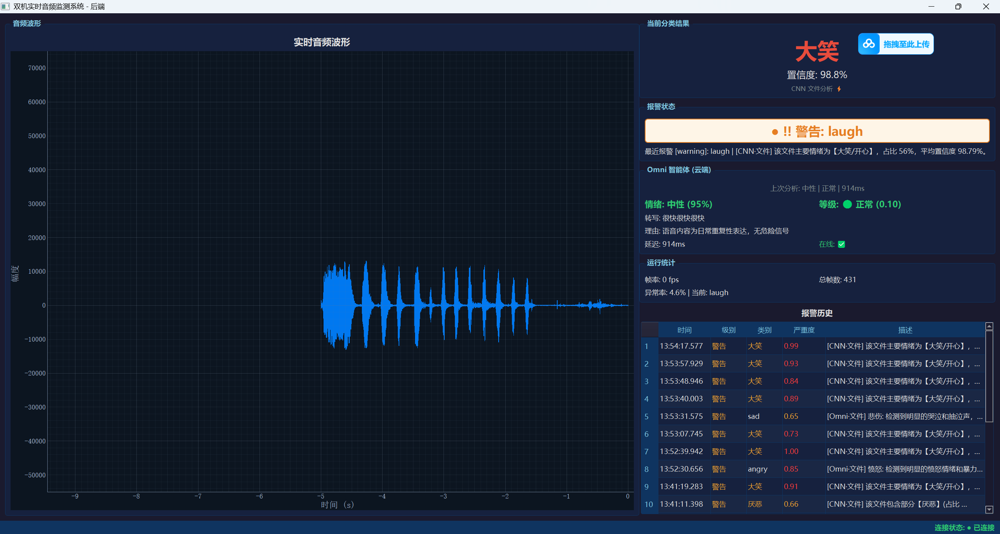 双机实时音频监测系统 - 后端
音频波形
实时音频波形
70000
60000
50000
40000
30000
20000
10000
0
-10000
-20000
-30000
-40000
-50000
幅度
-9 -8 -7 -6 -5 -4 -3 -2 -1 0
时间 (s)
当前分类结果
大笑
拖拽至此上传
置信度: 98.8%
CNN 文件分析
报警状态
● !! 警告: laugh
最近报警 [warning]: laugh | [CNN·文件] 该文件主要情绪为【大笑/开心】，占比 56%，平均置信度 98.79%。
Omni 智能体 (云端)
上次分析: 中性 | 正常 | 914ms
情绪: 中性 (95%) 等级: 正常 (0.10)
转写: 很快很快很快
理由: 语音内容为日常重复性表达，无危险信号
延迟: 914ms 在线: ✅
运行统计
帧率: 0 fps 总帧数: 431
异常率: 4.6% | 当前: laugh
报警历史
时间 级别 类别 严重度 描述
1 13:54:17.577 警告 大笑 0.99 [CNN·文件] 该文件主要情绪为【大笑/开心】，...
2 13:53:57.929 警告 大笑 0.93 [CNN·文件] 该文件主要情绪为【大笑/开心】，...
3 13:53:48.946 警告 大笑 0.84 [CNN·文件] 该文件主要情绪为【大笑/开心】，...
4 13:53:40.003 警告 大笑 0.89 [CNN·文件] 该文件主要情绪为【大笑/开心】，...
5 13:53:31.575 警告 sad 0.65 [Omni·文件] 悲伤: 检测到明显的哭泣和抽泣声，...
6 13:53:07.745 警告 大笑 0.73 [CNN·文件] 该文件主要情绪为【大笑/开心】，...
7 13:52:39.942 警告 大笑 1.00 [CNN·文件] 该文件主要情绪为【大笑/开心】，...
8 13:52:30.656 警告 angry 0.85 [Omni·文件] 愤怒: 检测到明显的愤怒情绪和暴力...
9 13:41:19.283 警告 大笑 0.91 [CNN·文件] 该文件主要情绪为【大笑/开心】，...
10 13:41:11.398 警告 厌恶 0.66 [CNN·文件] 该文件包含部分【厌恶】(占比 ...
连接状态: ● 已连接